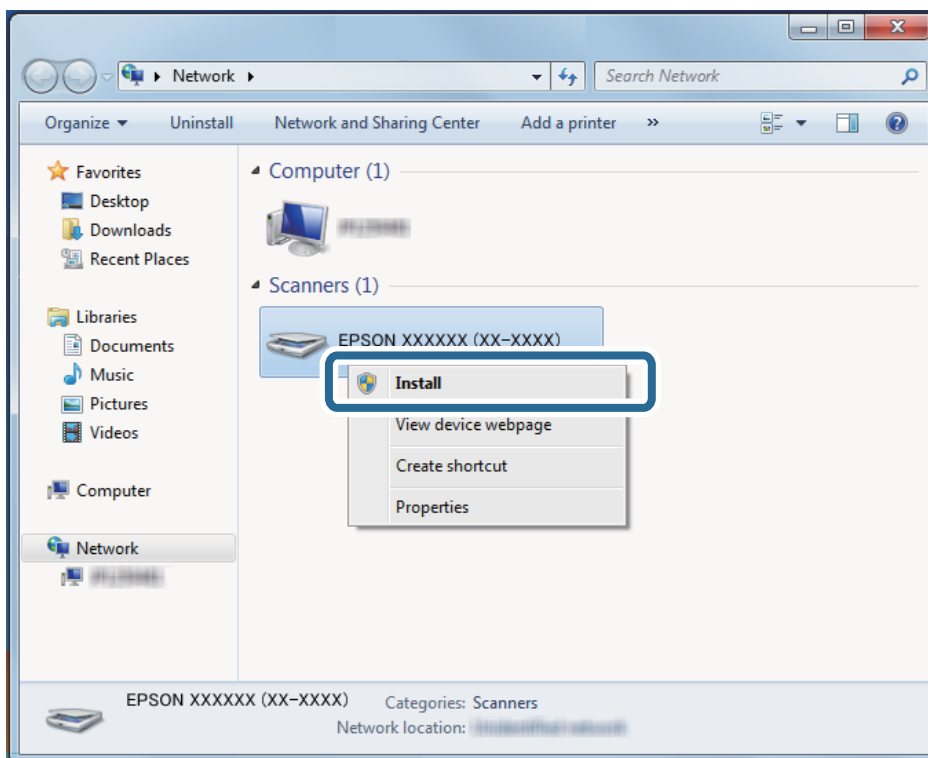 Network
Search Network
Organize Uninstall Network and Sharing Center Add a printer »
Favorites
Desktop
Downloads
Recent Places
Libraries
Documents
Music
Pictures
Videos
Computer
Network
Computer (1)
Scanners (1)
EPSON XXXXXX (XX-XXXX)
Install
View device webpage
Create shortcut
Properties
EPSON XXXXXX (XX-XXXX) Categories: Scanners
Network location: